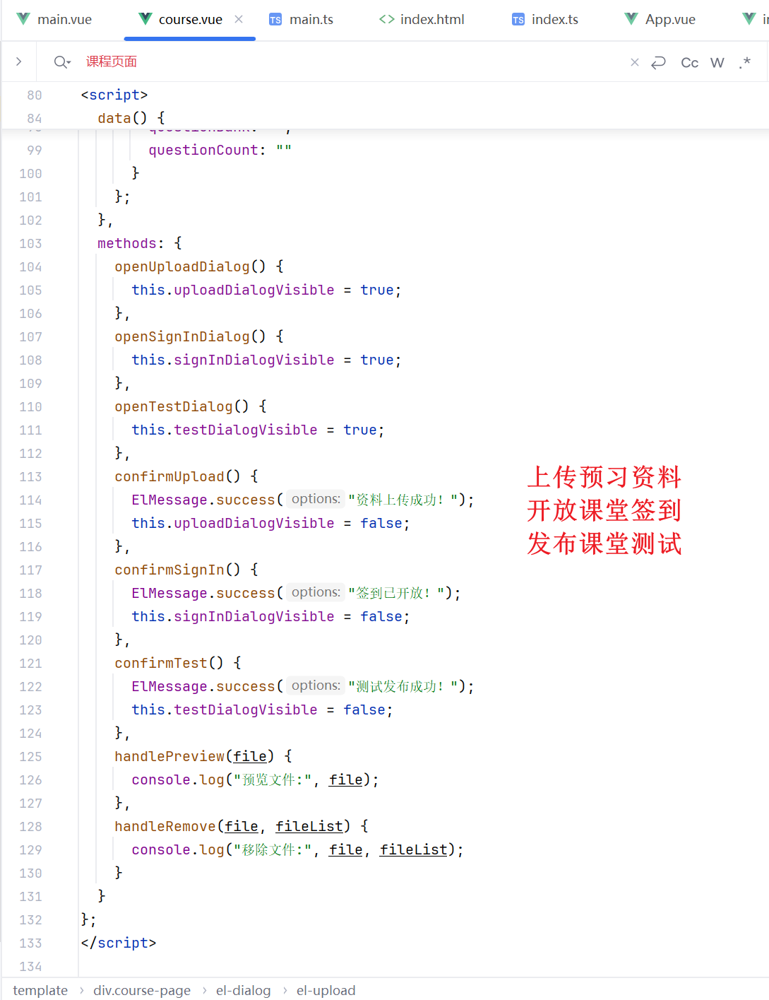 main.vue
course.vue
main.ts
index.html
index.ts
App.vue
课程页面
Cc W .*
80 <script>
84 data() {
99 questionCount: ""
100 }
101 };
102 },
103 methods: {
104 openUploadDialog() {
105 this.uploadDialogVisible = true;
106 },
107 openSignInDialog() {
108 this.signInDialogVisible = true;
109 },
110 openTestDialog() {
111 this.testDialogVisible = true;
112 },
113 confirmUpload() {
114 ElMessage.success( options: "资料上传成功！");
115 this.uploadDialogVisible = false;
116 },
117 confirmSignIn() {
118 ElMessage.success( options: "签到已开放！");
119 this.signInDialogVisible = false;
120 },
121 confirmTest() {
122 ElMessage.success( options: "测试发布成功！");
123 this.testDialogVisible = false;
124 },
125 handlePreview(file) {
126 console.log("预览文件:", file);
127 },
128 handleRemove(file, fileList) {
129 console.log("移除文件:", file, fileList);
130 }
131 }
132 };
133 </script>
134
上传预习资料
开放课堂签到
发布课堂测试
template > div.course-page > el-dialog > el-upload